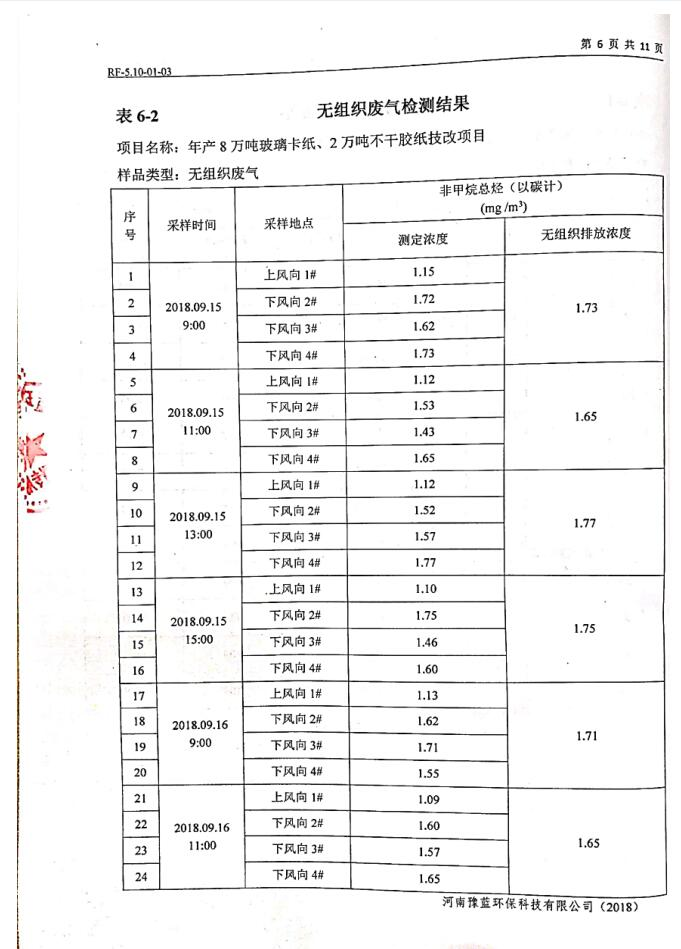 第 6 页 共 11 页
RF-5.10-01-03
表 6-2 无组织废气检测结果
项目名称：年产 8 万吨玻璃卡纸、2 万吨不干胶纸技改项目
样品类型：无组织废气
序号 采样时间 采样地点 非甲烷总烃（以碳计）(mg /m³)
测定浓度 无组织排放浓度
1 2018.09.15 9:00 上风向 1# 1.15 1.73
2 下风向 2# 1.72
3 下风向 3# 1.62
4 下风向 4# 1.73
5 2018.09.15 11:00 上风向 1# 1.12 1.65
6 下风向 2# 1.53
7 下风向 3# 1.43
8 下风向 4# 1.65
9 2018.09.15 13:00 上风向 1# 1.12 1.77
10 下风向 2# 1.52
11 下风向 3# 1.57
12 下风向 4# 1.77
13 2018.09.15 15:00 上风向 1# 1.10 1.75
14 下风向 2# 1.75
15 下风向 3# 1.46
16 下风向 4# 1.60
17 2018.09.16 9:00 上风向 1# 1.13 1.71
18 下风向 2# 1.62
19 下风向 3# 1.71
20 下风向 4# 1.55
21 2018.09.16 11:00 上风向 1# 1.09 1.65
22 下风向 2# 1.60
23 下风向 3# 1.57
24 下风向 4# 1.65
河南豫蓝环保科技有限公司（2018）